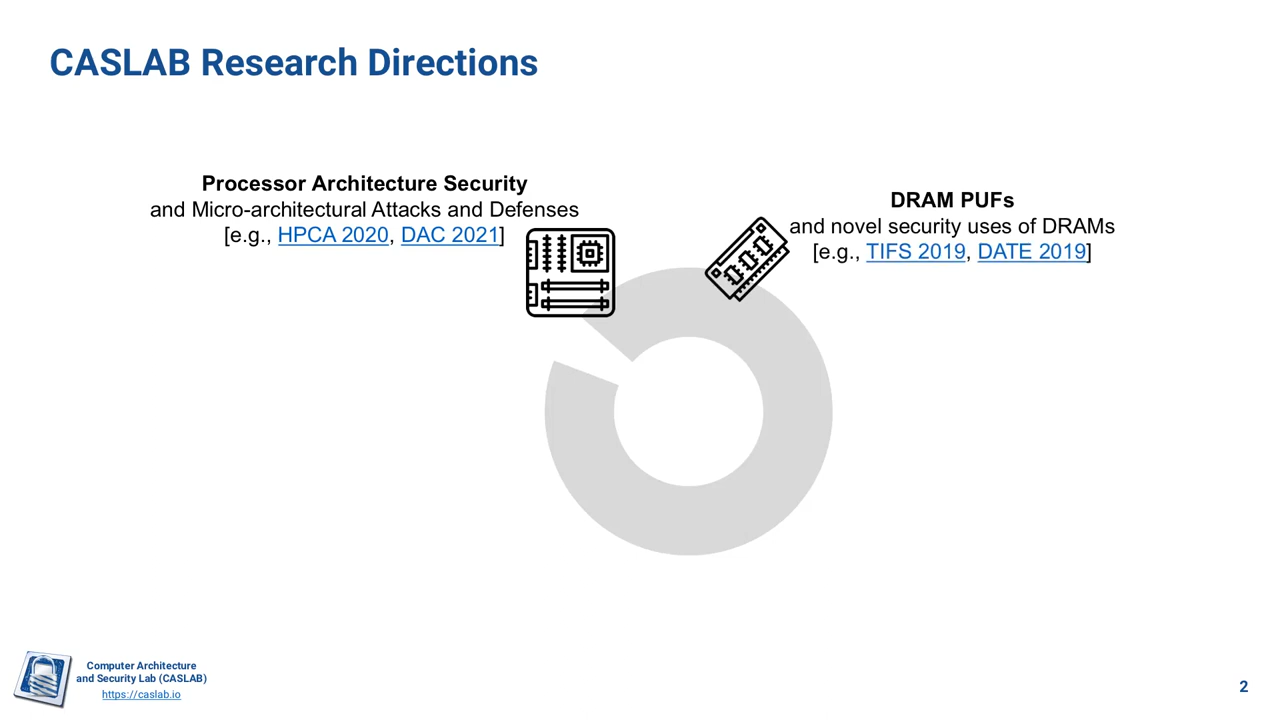 CASLAB Research Directions
Processor Architecture Security
and Micro-architectural Attacks and Defenses
[e.g., HPCA 2020, DAC 2021]
DRAM PUFs
and novel security uses of DRAMs
[e.g., TIFS 2019, DATE 2019]
Computer Architecture
and Security Lab (CASLAB)
https://caslab.io
2